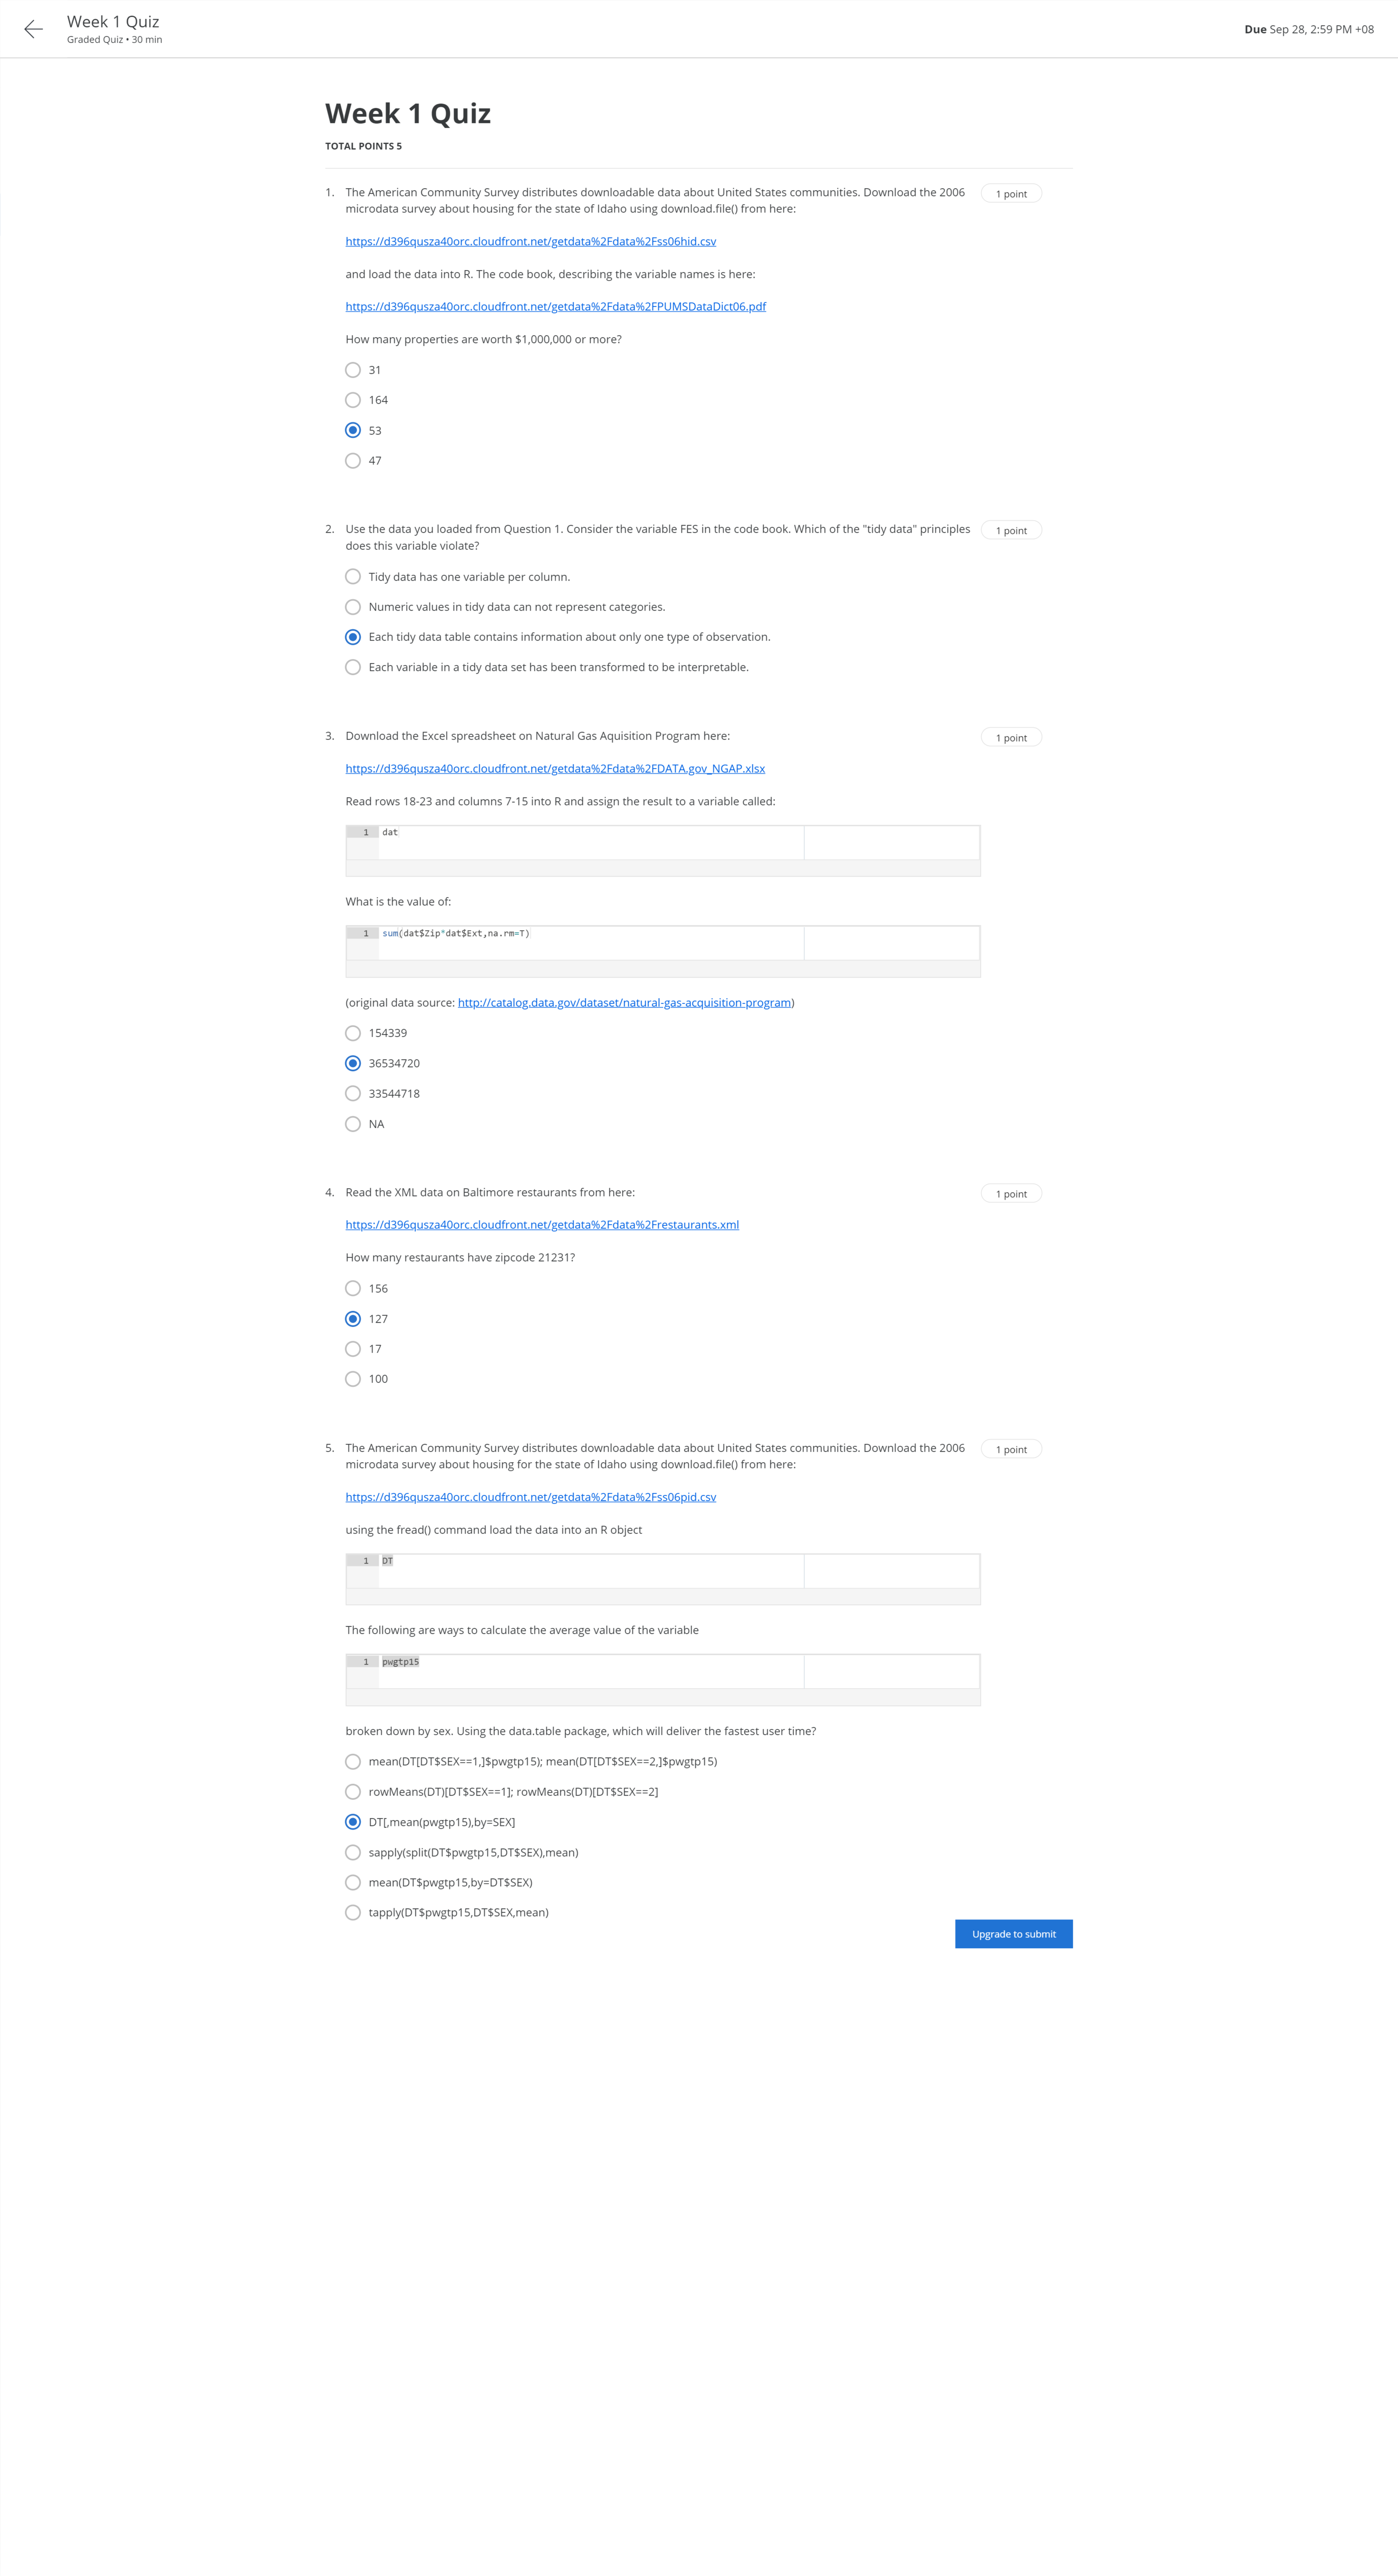 Week 1 Quiz
Graded Quiz • 30 min
Due Sep 28, 2:59 PM +08
Week 1 Quiz
TOTAL POINTS 5
1. The American Community Survey distributes downloadable data about United States communities. Download the 2006
1 point
microdata survey about housing for the state of Idaho using download.file() from here:
https://d396qusza40orc.cloudfront.net/getdata%2Fdata%2Fss06hid.csv
and load the data into R. The code book, describing the variable names is here:
https://d396qusza40orc.cloudfront.net/getdata%2Fdata%2FPUMSDataDict06.pdf
How many properties are worth $1,000,000 or more?
31
164
53
47
2. Use the data you loaded from Question 1. Consider the variable FES in the code book. Which of the "tidy data" principles
1 point
does this variable violate?
Tidy data has one variable per column.
Numeric values in tidy data can not represent categories.
Each tidy data table contains information about only one type of observation.
Each variable in a tidy data set has been transformed to be interpretable.
3. Download the Excel spreadsheet on Natural Gas Aquisition Program here:
1 point
https://d396qusza40orc.cloudfront.net/getdata%2Fdata%2FDATA.gov_NGAP.xlsx
Read rows 18-23 and columns 7-15 into R and assign the result to a variable called:
1 dat
What is the value of:
1 sum(dat$Zip*dat$Ext,na.rm=T)
(original data source: http://catalog.data.gov/dataset/natural-gas-acquisition-program)
154339
36534720
33544718
NA
4. Read the XML data on Baltimore restaurants from here:
1 point
https://d396qusza40orc.cloudfront.net/getdata%2Fdata%2Frestaurants.xml
How many restaurants have zipcode 21231?
156
127
17
100
5. The American Community Survey distributes downloadable data about United States communities. Download the 2006
1 point
microdata survey about housing for the state of Idaho using download.file() from here:
https://d396qusza40orc.cloudfront.net/getdata%2Fdata%2Fss06pid.csv
using the fread() command load the data into an R object
1 DT
The following are ways to calculate the average value of the variable
1 pwgtp15
broken down by sex. Using the data.table package, which will deliver the fastest user time?
mean(DT[DT$SEX==1,]$pwgtp15); mean(DT[DT$SEX==2,]$pwgtp15)
rowMeans(DT)[DT$SEX==1]; rowMeans(DT)[DT$SEX==2]
DT[,mean(pwgtp15),by=SEX]
sapply(split(DT$pwgtp15,DT$SEX),mean)
mean(DT$pwgtp15,by=DT$SEX)
tapply(DT$pwgtp15,DT$SEX,mean)
Upgrade to submit